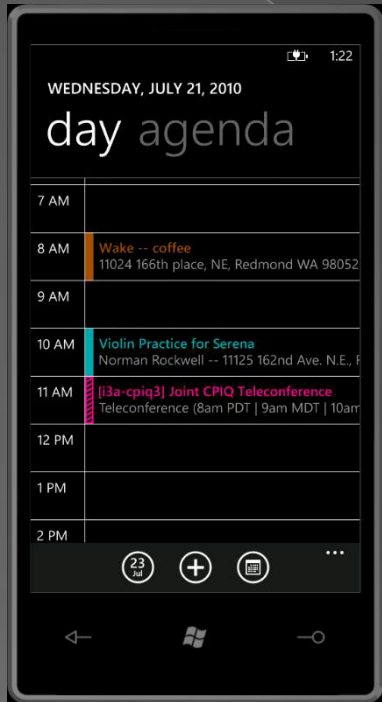 1:22
WEDNESDAY, JULY 21, 2010
day agenda
7 AM
8 AM
Wake -- coffee
11024 166th place, NE, Redmond WA 98052
9 AM
10 AM
Violin Practice for Serena
Norman Rockwell -- 11125 162nd Ave. N.E.,
11 AM
[i3a-cpiq3] Joint CPIQ Teleconference
Teleconference (8am PDT | 9am MDT | 10am
12 PM
1 PM
2 PM
23
Jul